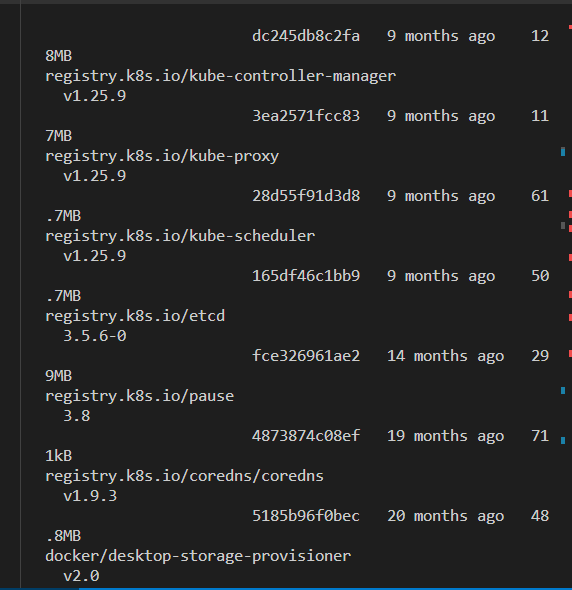 dc245db8c2fa 9 months ago 12
8MB
registry.k8s.io/kube-controller-manager
v1.25.9
3ea2571fcc83 9 months ago 11
7MB
registry.k8s.io/kube-proxy
v1.25.9
28d55f91d3d8 9 months ago 61
.7MB
registry.k8s.io/kube-scheduler
v1.25.9
165df46c1bb9 9 months ago 50
.7MB
registry.k8s.io/etcd
3.5.6-0
fce326961ae2 14 months ago 29
9MB
registry.k8s.io/pause
3.8
4873874c08ef 19 months ago 71
1kB
registry.k8s.io/coredns/coredns
v1.9.3
5185b96f0bec 20 months ago 48
.8MB
docker/desktop-storage-provisioner
v2.0